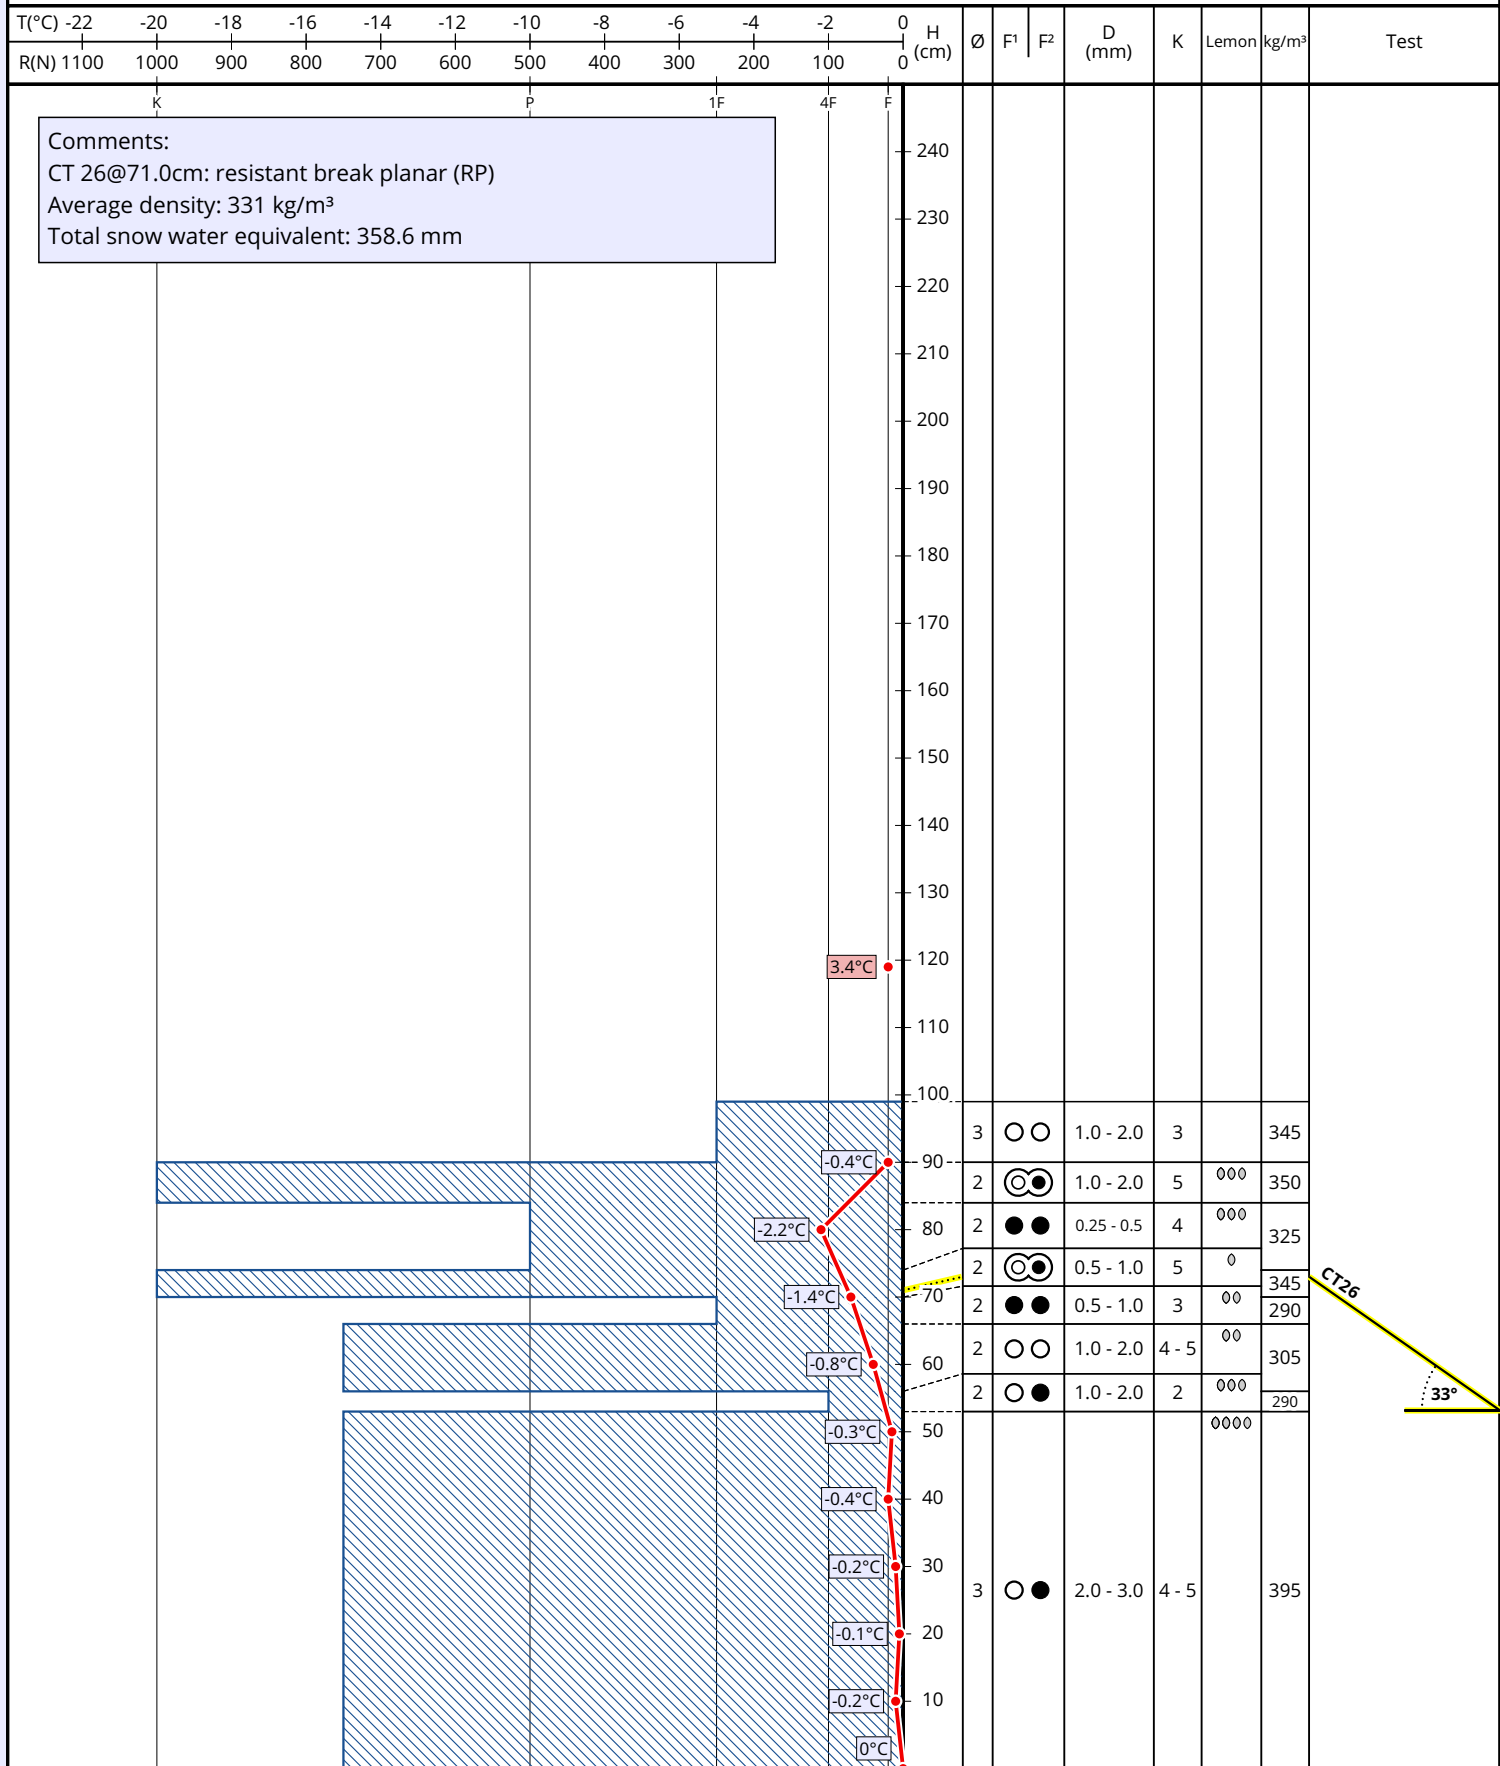 T(°C) -22 -20 -18 -16 -14 -12 -10 -8 -6 -4 -2 0
R(N) 1100 1000 900 800 700 600 500 400 300 200 100 0
H (cm) Ø F¹ F² D (mm) K Lemon kg/m³ Test
K P 1F 4F F
Comments:
CT 26@71.0cm: resistant break planar (RP)
Average density: 331 kg/m³
Total snow water equivalent: 358.6 mm
240
230
220
210
200
190
180
170
160
150
140
130
3.4°C 120
110
100
3 1.0 - 2.0 3 345
-0.4°C 90
2 1.0 - 2.0 5 350
-2.2°C 80 2 0.25 - 0.5 4 325
2 0.5 - 1.0 5 345 CT26
-1.4°C 70 2 0.5 - 1.0 3 290
2 1.0 - 2.0 4 - 5 305
-0.8°C 60
2 1.0 - 2.0 2 290 33°
-0.3°C 50
-0.4°C 40
-0.2°C 30
3 2.0 - 3.0 4 - 5 395
-0.1°C 20
-0.2°C 10
0°C